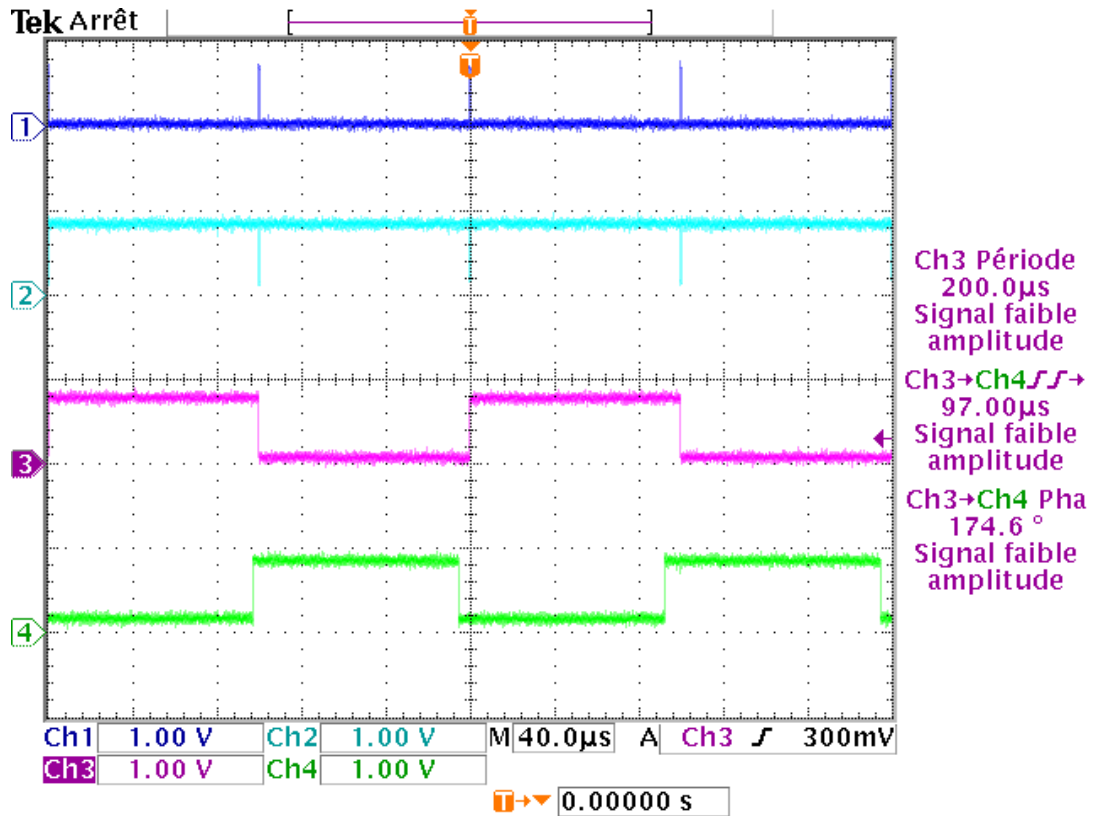 Tek Arrêt
T
T
1
2
3
4
Ch3 Période
200.0µs
Signal faible
amplitude
Ch3→Ch4ƒƒ→
97.00µs
Signal faible
amplitude
Ch3→Ch4 Pha
174.6 °
Signal faible
amplitude
Ch1 1.00 V Ch2 1.00 V M 40.0µs A Ch3 ƒ 300mV
Ch3 1.00 V Ch4 1.00 V
T→▼ 0.00000 s